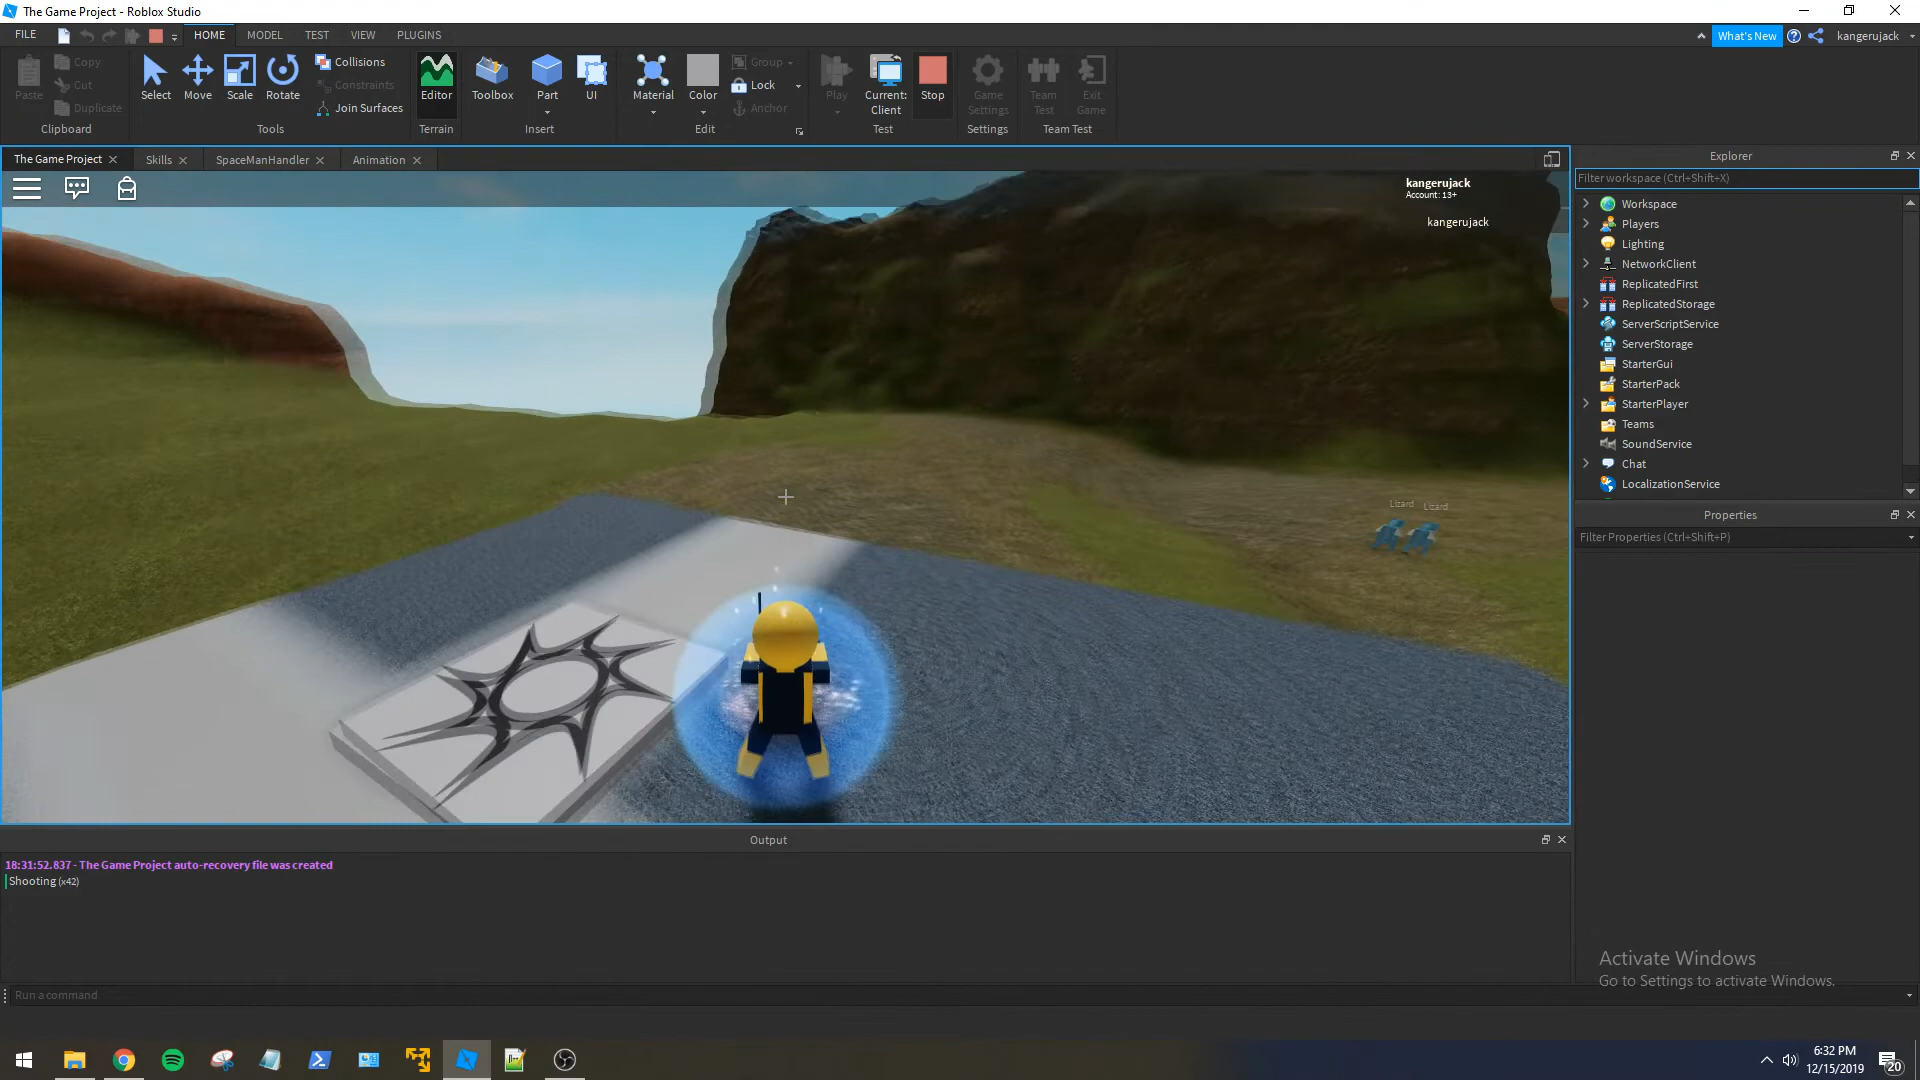 The Game Project - Roblox Studio
FILE HOME MODEL TEST VIEW PLUGINS What's New kangerujack
Paste Copy Cut Duplicate Clipboard
Select Move Scale Rotate Collisions Constraints Join Surfaces Tools
Editor Terrain
Toolbox Part UI Insert
Material Color Group Lock Anchor Edit
Play Current: Client Stop Test
Game Settings Settings
Team Test Exit Game Team Test
The Game Project Skills SpaceManHandler Animation
kangerujack
Account: 13+
kangerujack
Lizard Lizard
Explorer
Filter workspace (Ctrl+Shift+X)
Workspace
Players
Lighting
NetworkClient
ReplicatedFirst
ReplicatedStorage
ServerScriptService
ServerStorage
StarterGui
StarterPack
StarterPlayer
Teams
SoundService
Chat
LocalizationService
Properties
Filter Properties (Ctrl+Shift+P)
Output
18:31:52.837 - The Game Project auto-recovery file was created
Shooting (x42)
Run a command
Activate Windows
Go to Settings to activate Windows.
6:32 PM
12/15/2019
20